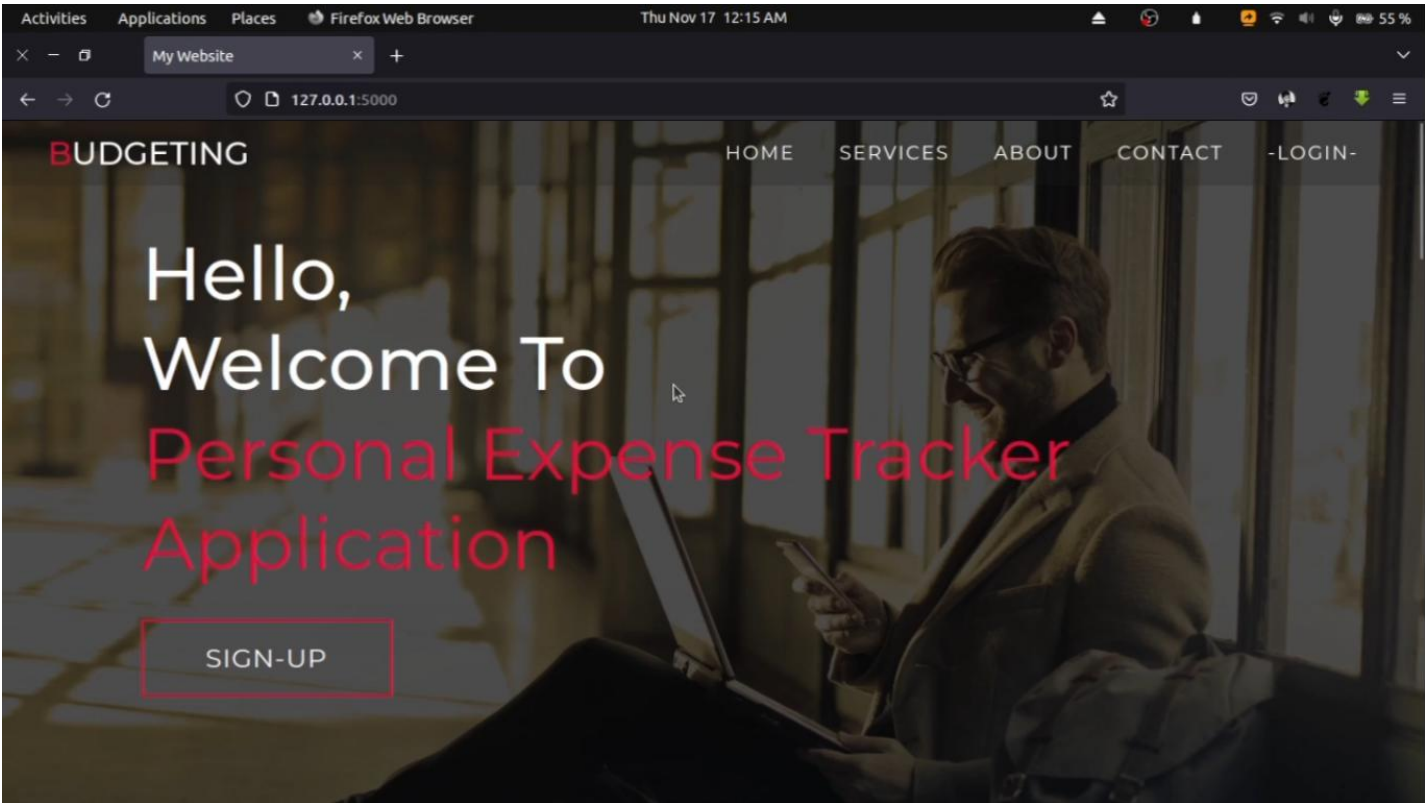 Activities Applications Places Firefox Web Browser Thu Nov 17 12:15 AM 55 %
My Website
127.0.0.1:5000
BUDGETING HOME SERVICES ABOUT CONTACT -LOGIN-
Hello,
Welcome To
Personal Expense Tracker
Application
SIGN-UP